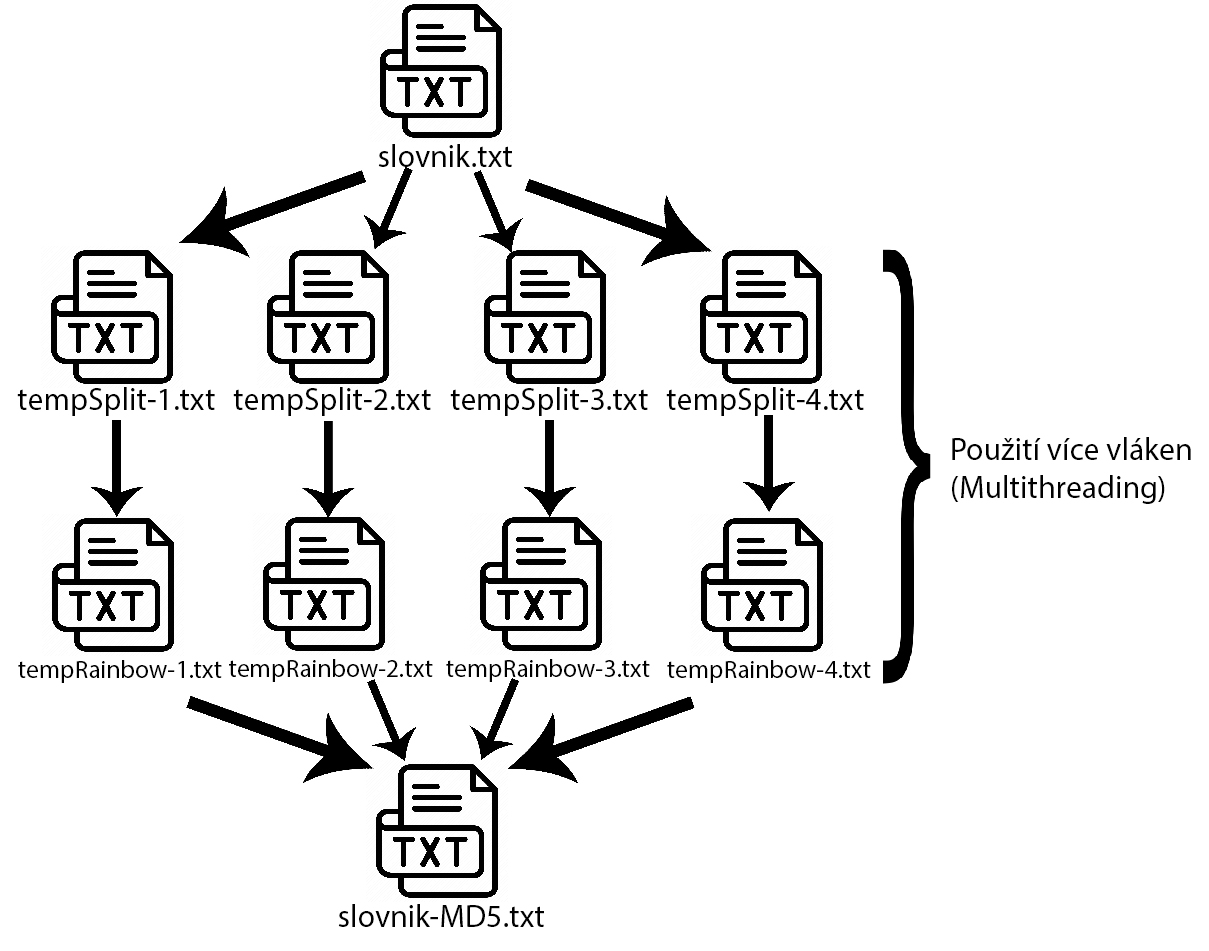 TXT
slovnik.txt
TXT TXT TXT TXT
tempSplit-1.txt tempSplit-2.txt tempSplit-3.txt tempSplit-4.txt
Použití více vláken
(Multithreading)
TXT TXT TXT TXT
tempRainbow-1.txt tempRainbow-2.txt tempRainbow-3.txt tempRainbow-4.txt
TXT
slovnik-MD5.txt